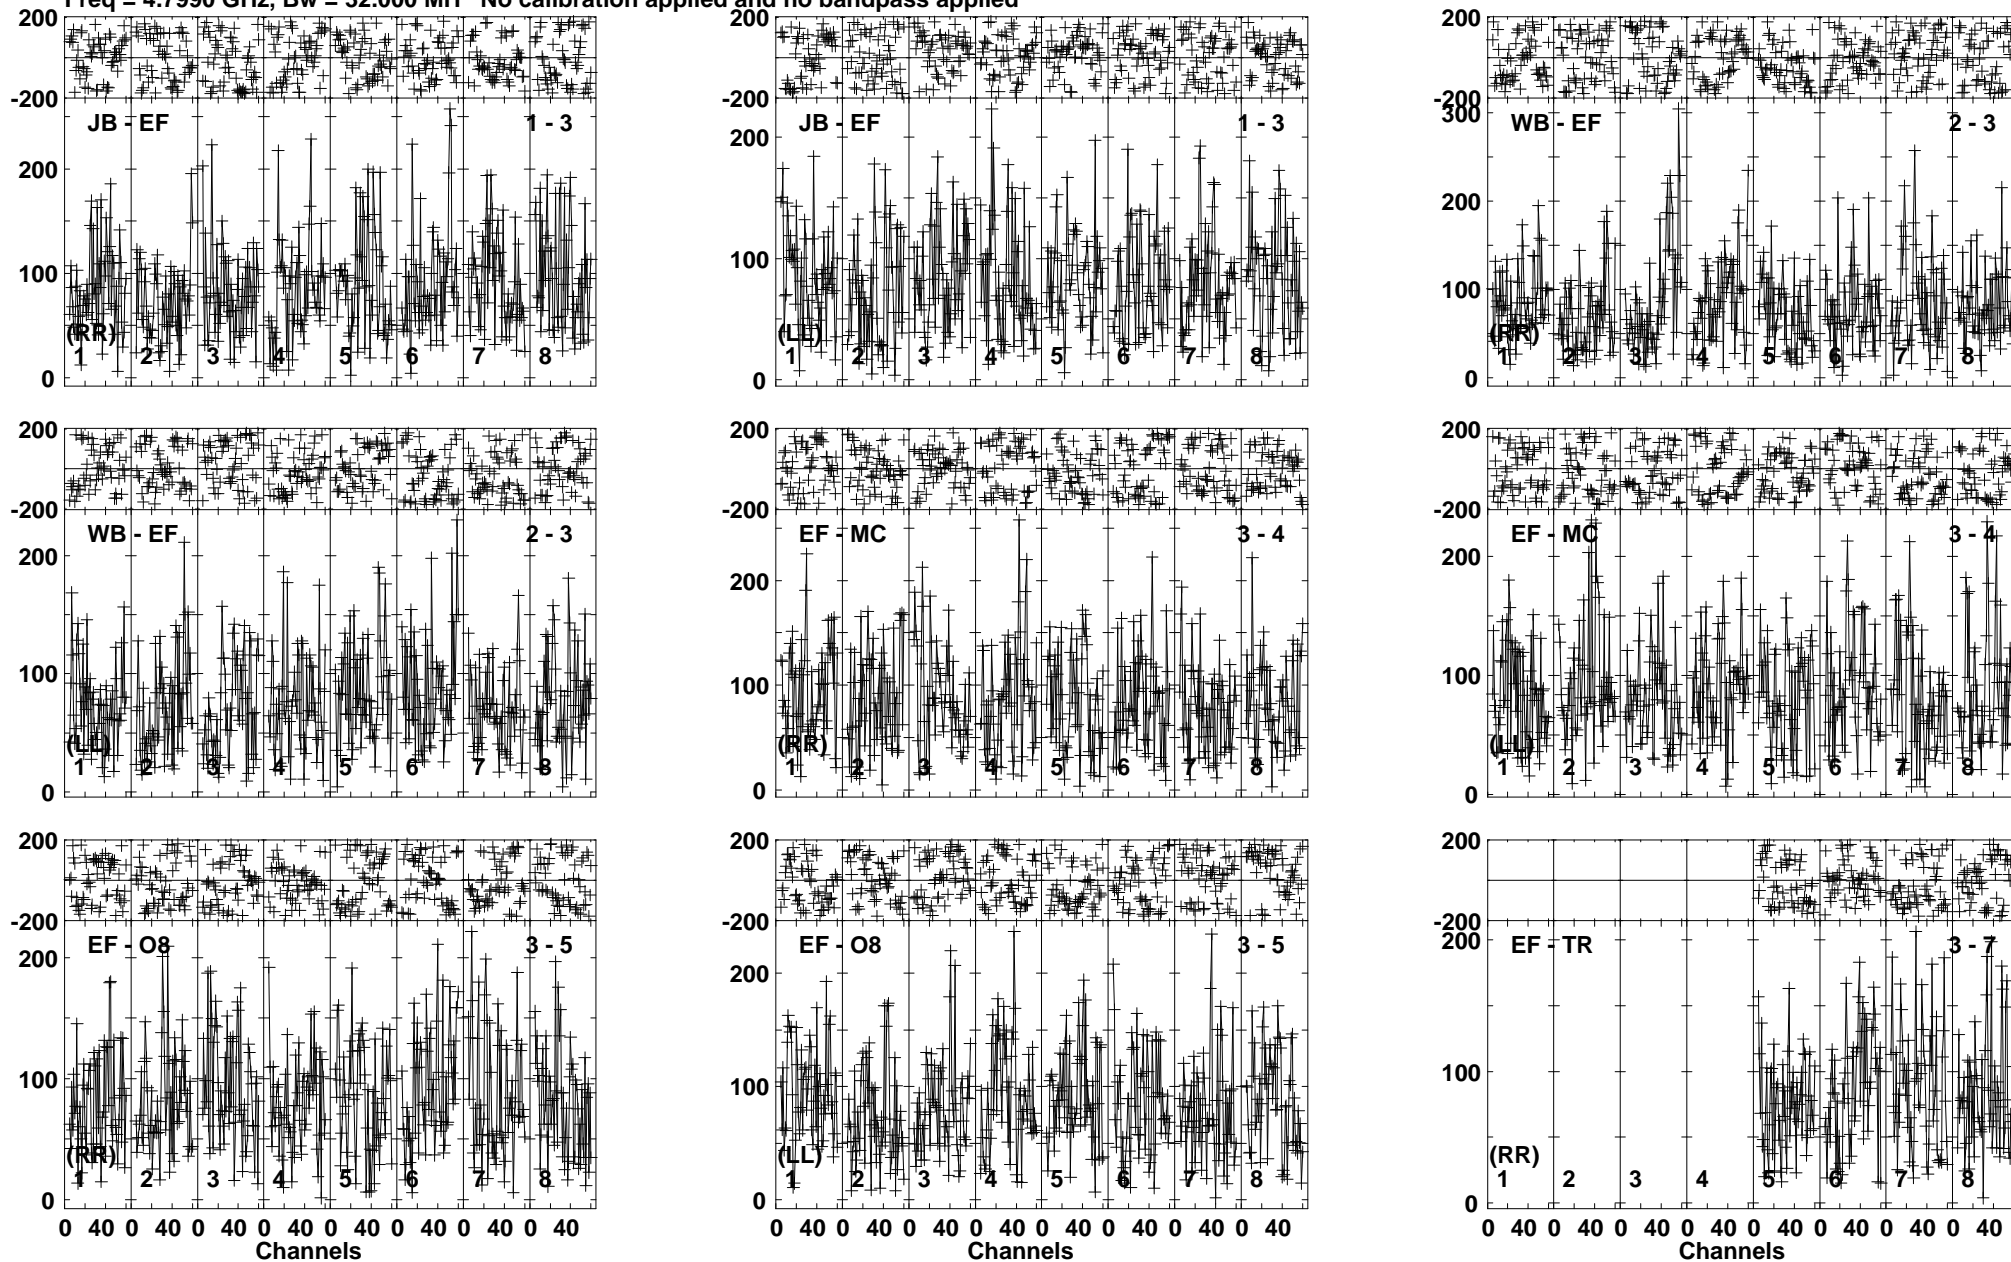 Freq = 4.7990 GHz, Bw = 32.000 MH No calibration applied and no bandpass applied
200 200 200
-200 -200 -200
JB - EF 1 - 3 JB - EF 1 - 3 300 WB - EF 2 - 3
200 200 200
100 100 100
(RR) (LL) (RR)
1 2 3 4 5 6 7 8 1 2 3 4 5 6 7 8 1 2 3 4 5 6 7 8
0 0 0
200 200 200
-200 -200 -200
WB - EF 2 - 3 EF - MC 3 - 4 EF - MC 3 - 4
200 200 200
100 100 100
(LL) (RR) (LL)
1 2 3 4 5 6 7 8 1 2 3 4 5 6 7 8 1 2 3 4 5 6 7 8
0 0 0
200 200 200
-200 -200 -200
EF - O8 3 - 5 EF - O8 3 - 5 EF - TR 3 - 7
200 200 200
100 100 100
(RR) (LL) (RR)
1 2 3 4 5 6 7 8 1 2 3 4 5 6 7 8 1 2 3 4 5 6 7 8
0 0 0
0 40 0 40 0 40 0 40 0 40 0 40 0 40 0 40 0 40 0 40 0 40 0 40 0 40 0 40 0 40 0 40 0 40 0 40 0 40 0 40 0 40 0 40 0 40 0 40
Channels Channels Channels